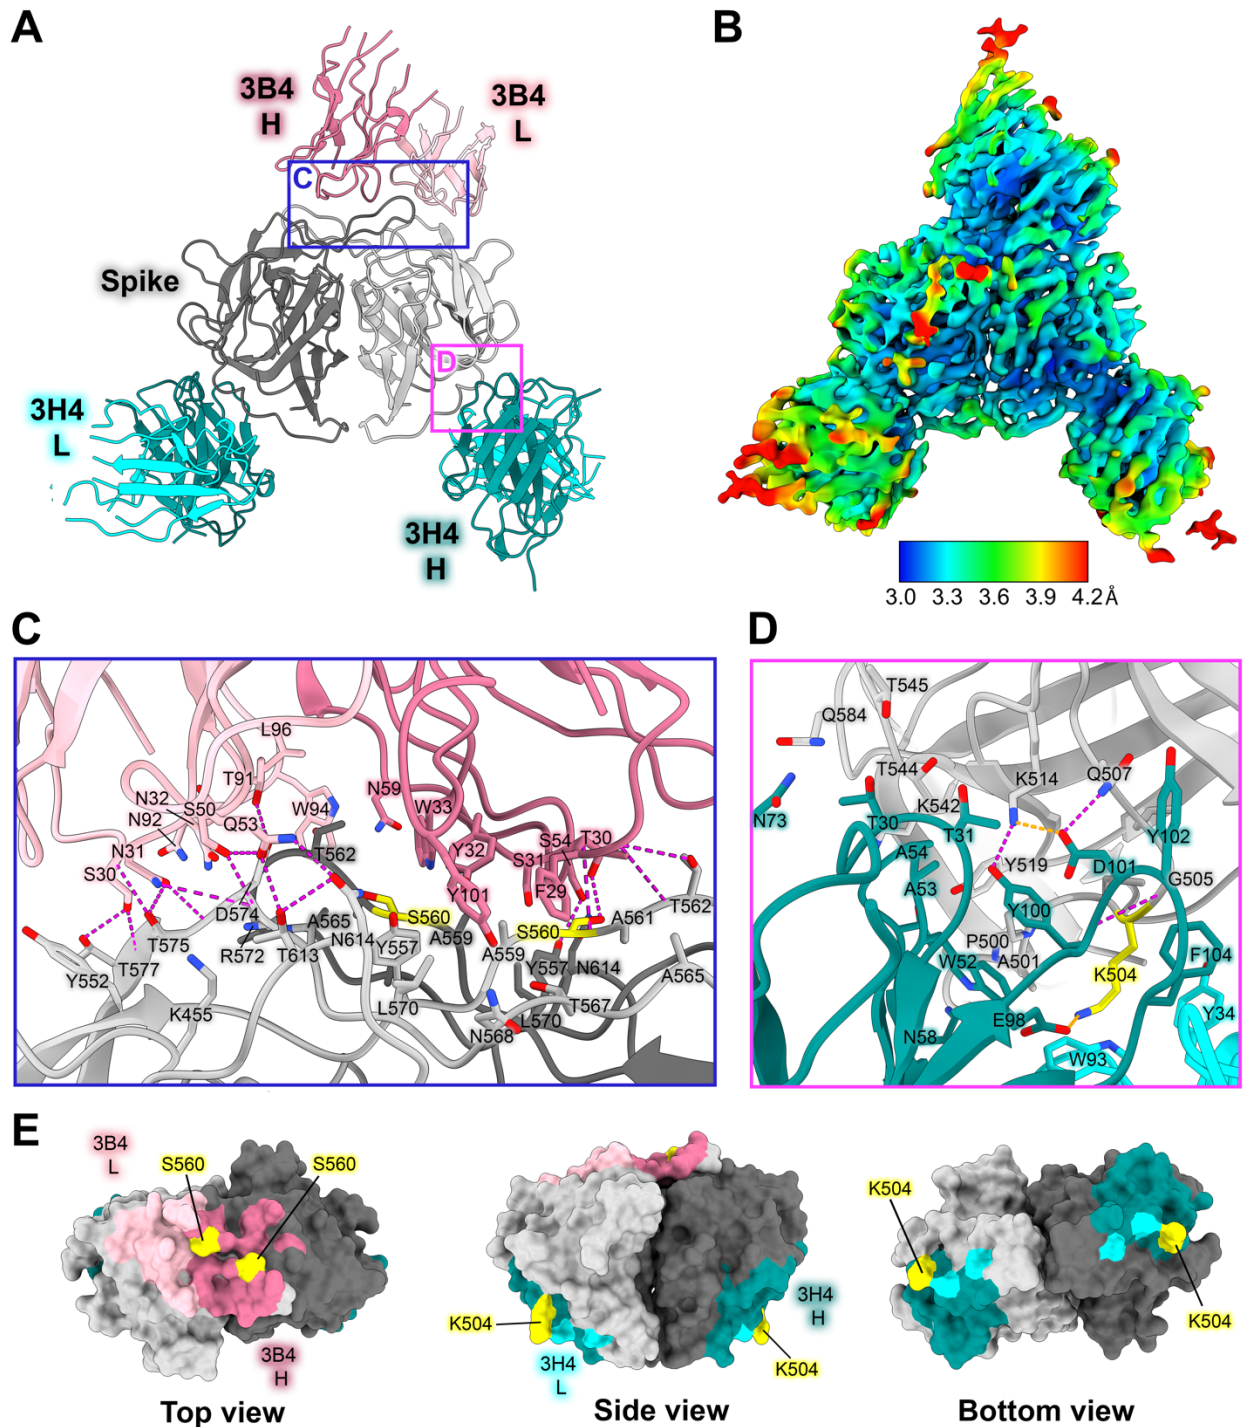 A
3B4
H
3B4
L
C
Spike
D
3H4
L
3H4
H
B
3.0 3.3 3.6 3.9 4.2Å
C
L96
T91
N32
S50
N59
W33
N92
Q53
W94
S54
T30
N31
T562
Y32
S31
S30
F29
Y101
T562
D574
A565
S560
S560
A561
T575
R572
N614
Y557
A559
A559
Y557
N614
A565
Y552
T577
T613
K455
L570
L570
T567
N568
D
T545
Q584
T544
K514
Q507
K542
N73
T30
T31
Y102
A54
Y519
D101
A53
G505
Y100
P500
A501
W52
K504
F104
E98
Y34
N58
W93
E
3B4
L
S560
S560
3B4
H
Top view
K504
3H4
L
3H4
H
K504
Side view
K504
K504
Bottom view